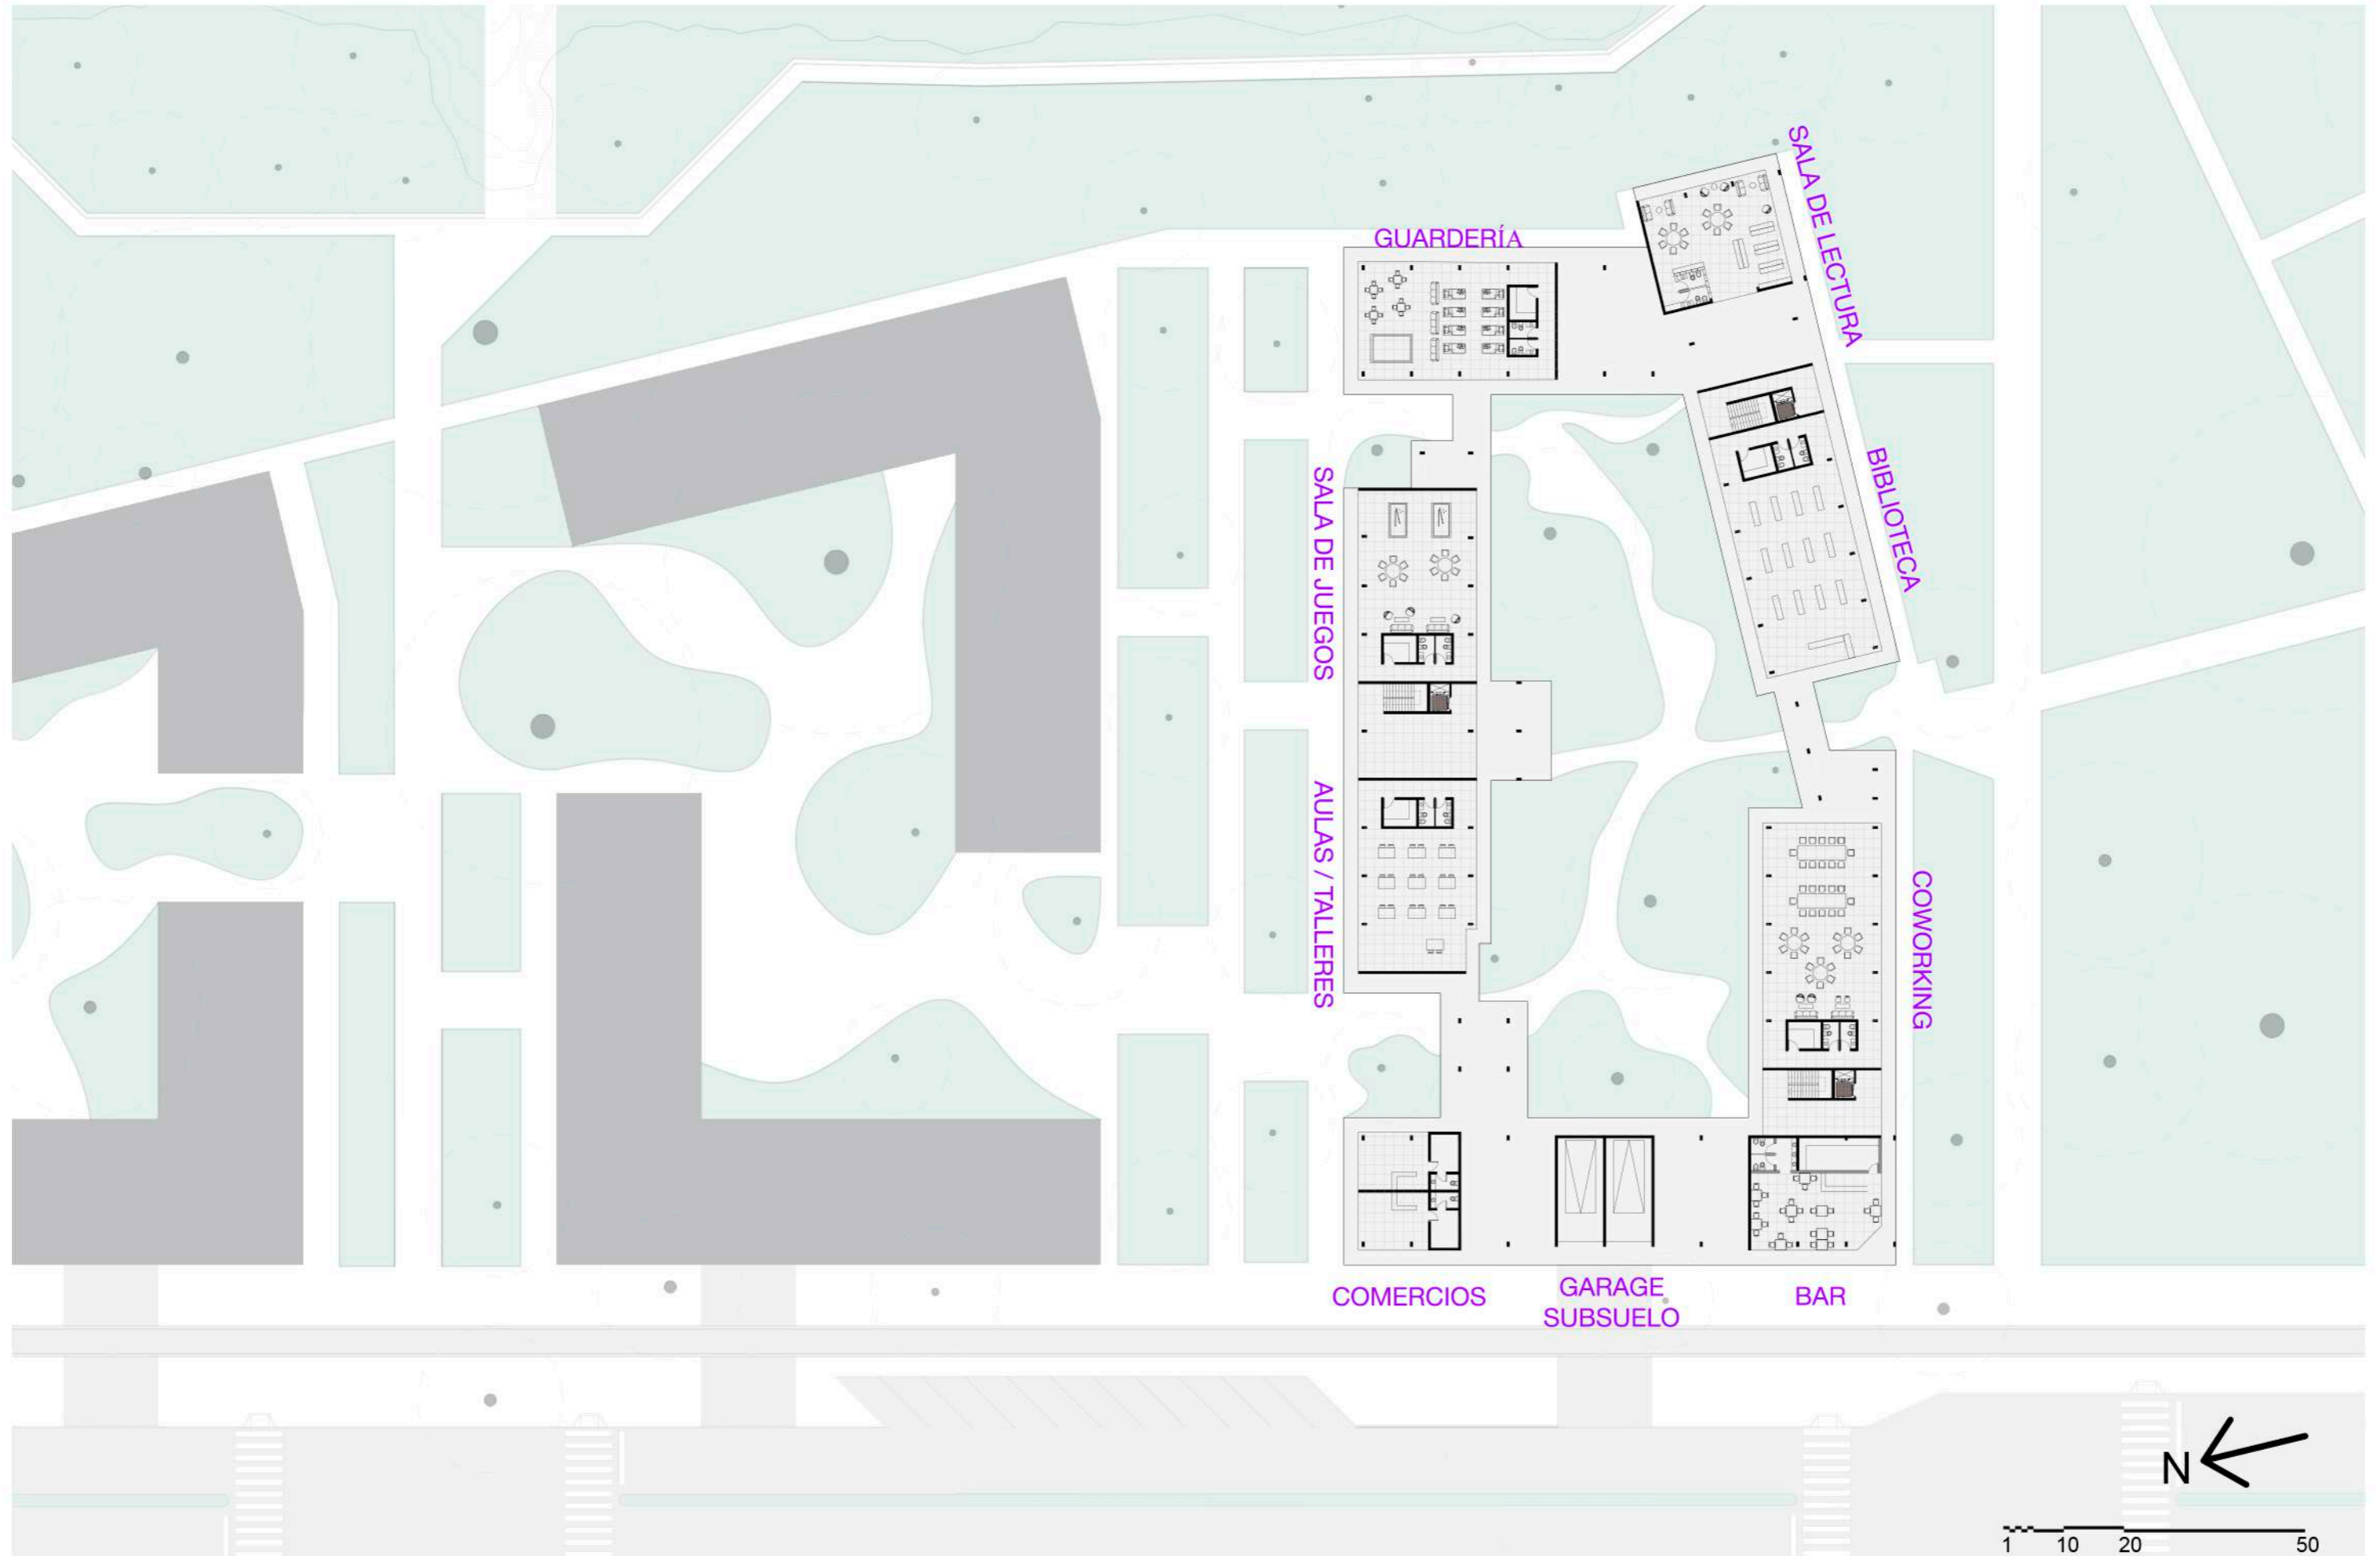 SALA DE LECTURA
GUARDERÍA
BIBLIOTECA
SALA DE JUEGOS
AULAS / TALLERES
COWORKING
COMERCIOS
GARAGE
SUBSUELO
BAR
N
1 10 20 50